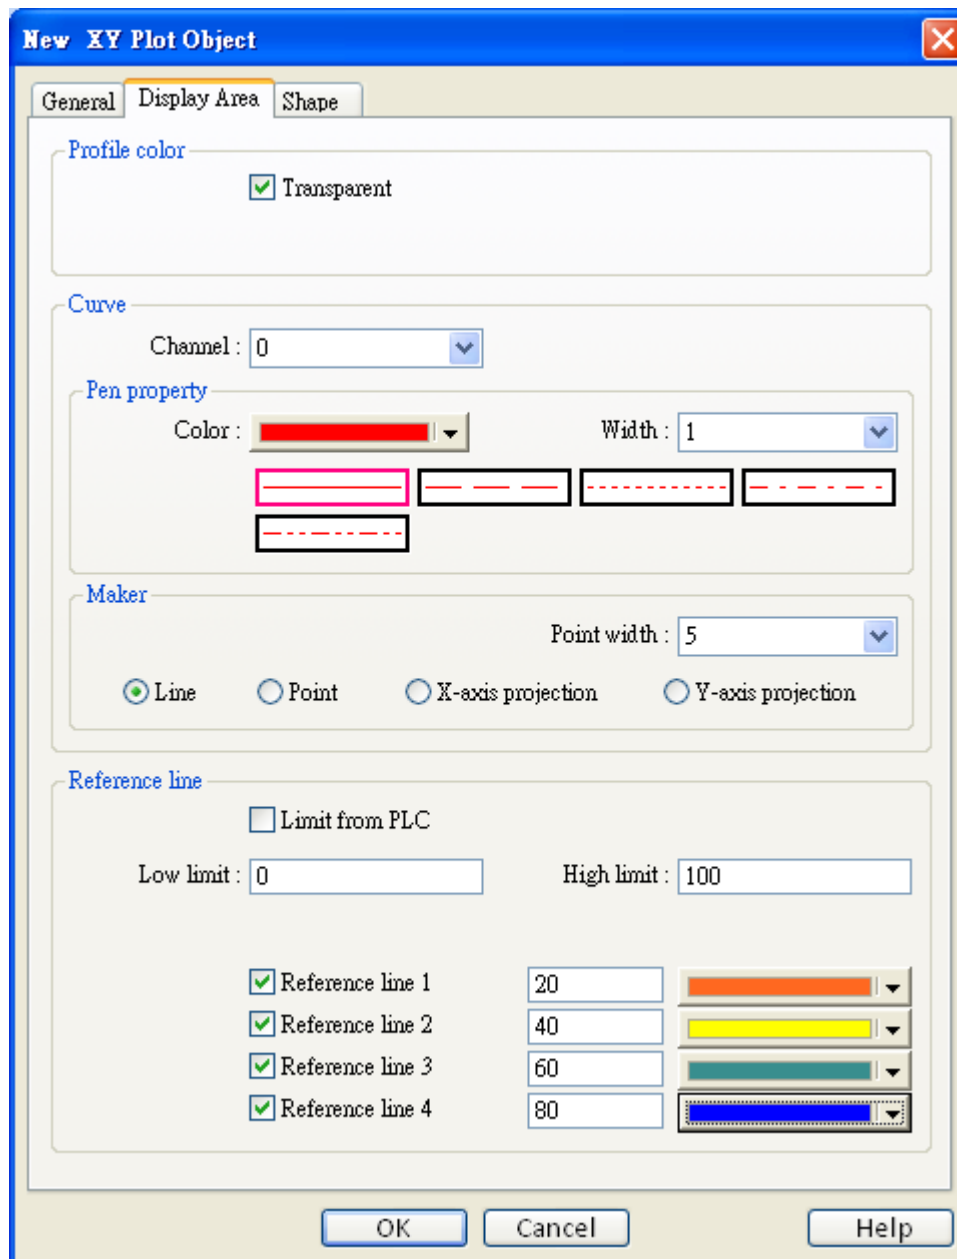 New XY Plot Object
General Display Area Shape
Profile color
Transparent
Curve
Channel : 0
Pen property
Color : Width : 1
Maker
Point width : 5
Line Point X-axis projection Y-axis projection
Reference line
Limit from PLC
Low limit : 0 High limit : 100
Reference line 1 20
Reference line 2 40
Reference line 3 60
Reference line 4 80
OK Cancel Help